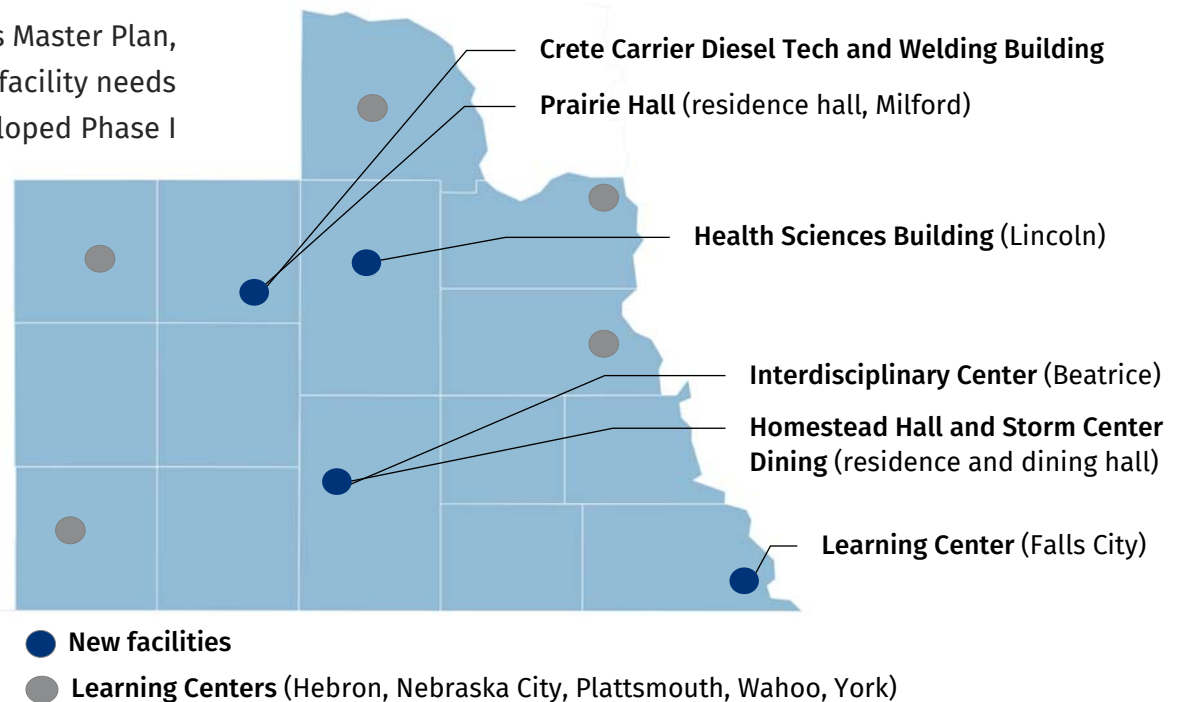 s Master Plan,
facility needs
loped Phase I
Crete Carrier Diesel Tech and Welding Building
Prairie Hall (residence hall, Milford)
Health Sciences Building (Lincoln)
Interdisciplinary Center (Beatrice)
Homestead Hall and Storm Center
Dining (residence and dining hall)
Learning Center (Falls City)
New facilities
Learning Centers (Hebron, Nebraska City, Plattsmouth, Wahoo, York)